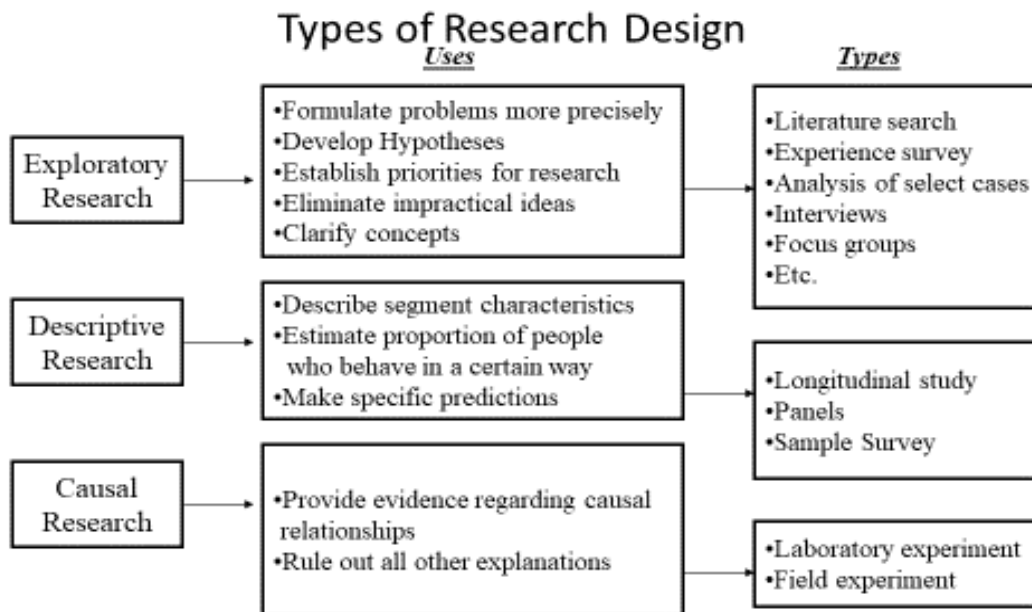 Types of Research Design
Uses
Types
Exploratory
Research
•Formulate problems more precisely
•Develop Hypotheses
•Establish priorities for research
•Eliminate impractical ideas
•Clarify concepts
•Literature search
•Experience survey
•Analysis of select cases
•Interviews
•Focus groups
•Etc.
Descriptive
Research
•Describe segment characteristics
•Estimate proportion of people
who behave in a certain way
•Make specific predictions
•Longitudinal study
•Panels
•Sample Survey
Causal
Research
•Provide evidence regarding causal
relationships
•Rule out all other explanations
•Laboratory experiment
•Field experiment